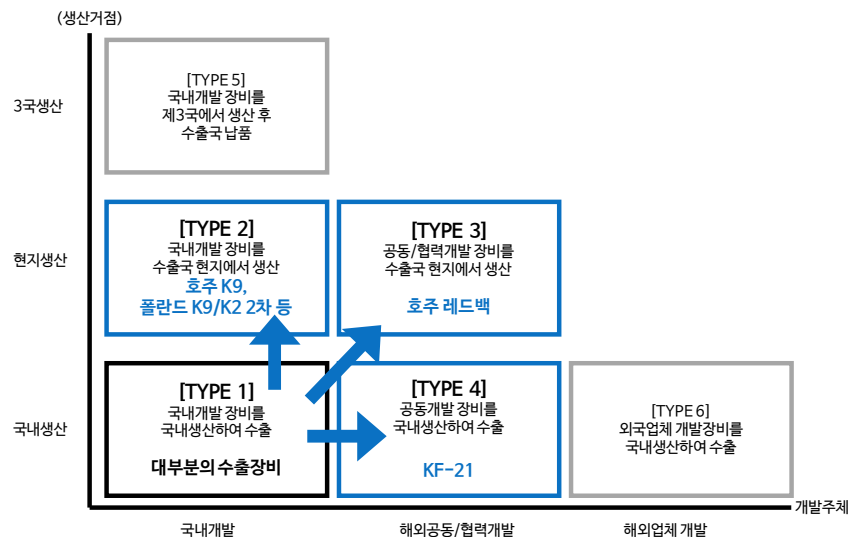 (생산거점)
3국생산
[TYPE 5]
국내개발 장비를
제3국에서 생산 후
수출국 납품
현지생산
[TYPE 2]
국내개발 장비를
수출국 현지에서 생산
호주 K9,
폴란드 K9/K2 2차 등
[TYPE 3]
공동/협력개발 장비를
수출국 현지에서 생산
호주 레드백
국내생산
[TYPE 1]
국내개발 장비를
국내생산하여 수출
대부분의 수출장비
[TYPE 4]
공동개발 장비를
국내생산하여 수출
KF-21
[TYPE 6]
외국업체 개발장비를
국내생산하여 수출
개발주체
국내개발
해외공동/협력개발
해외업체 개발